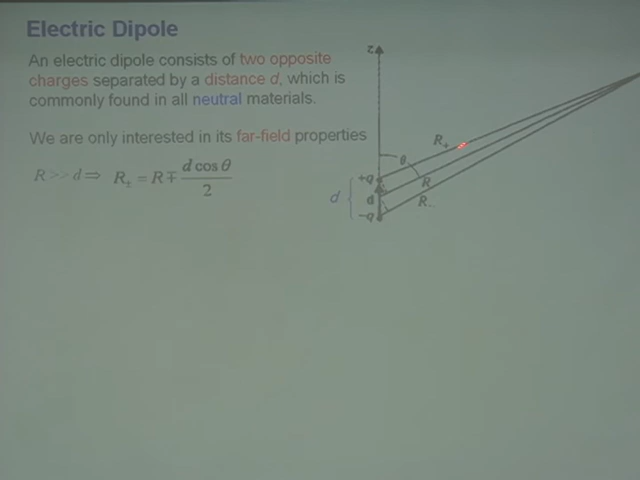 Electric Dipole
An electric dipole consists of two opposite
charges separated by a distance d, which is
commonly found in all neutral materials.
We are only interested in its far-field properties
R >> d ⇒ R± = R ∓ d cos θ / 2
z
R+
θ
+Q
R
d
d
R-
-Q